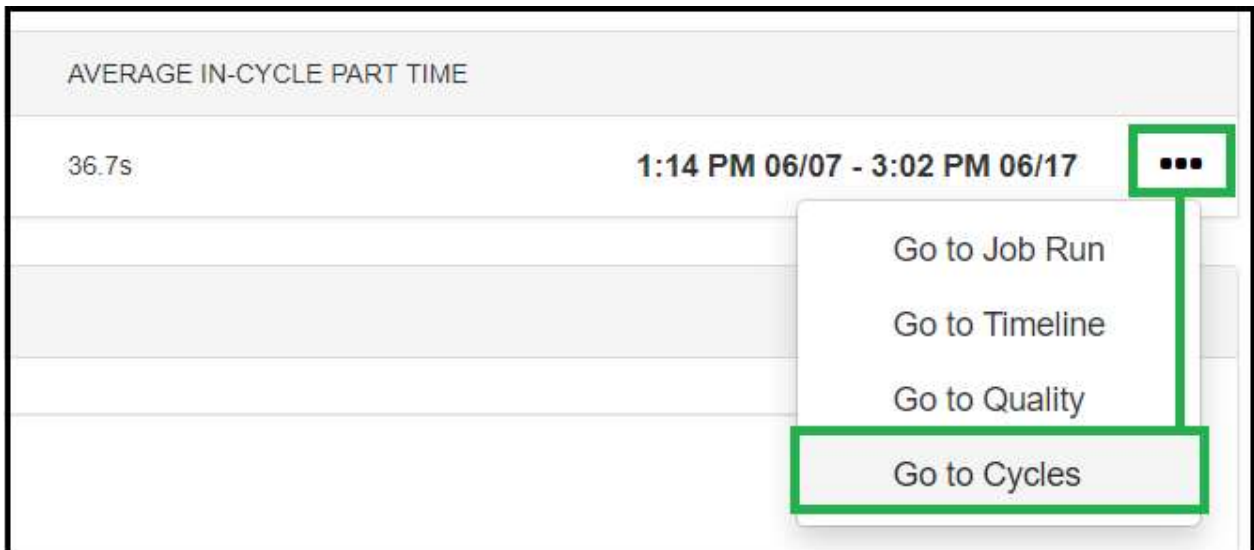 AVERAGE IN-CYCLE PART TIME
36.7s 1:14 PM 06/07 - 3:02 PM 06/17
Go to Job Run
Go to Timeline
Go to Quality
Go to Cycles